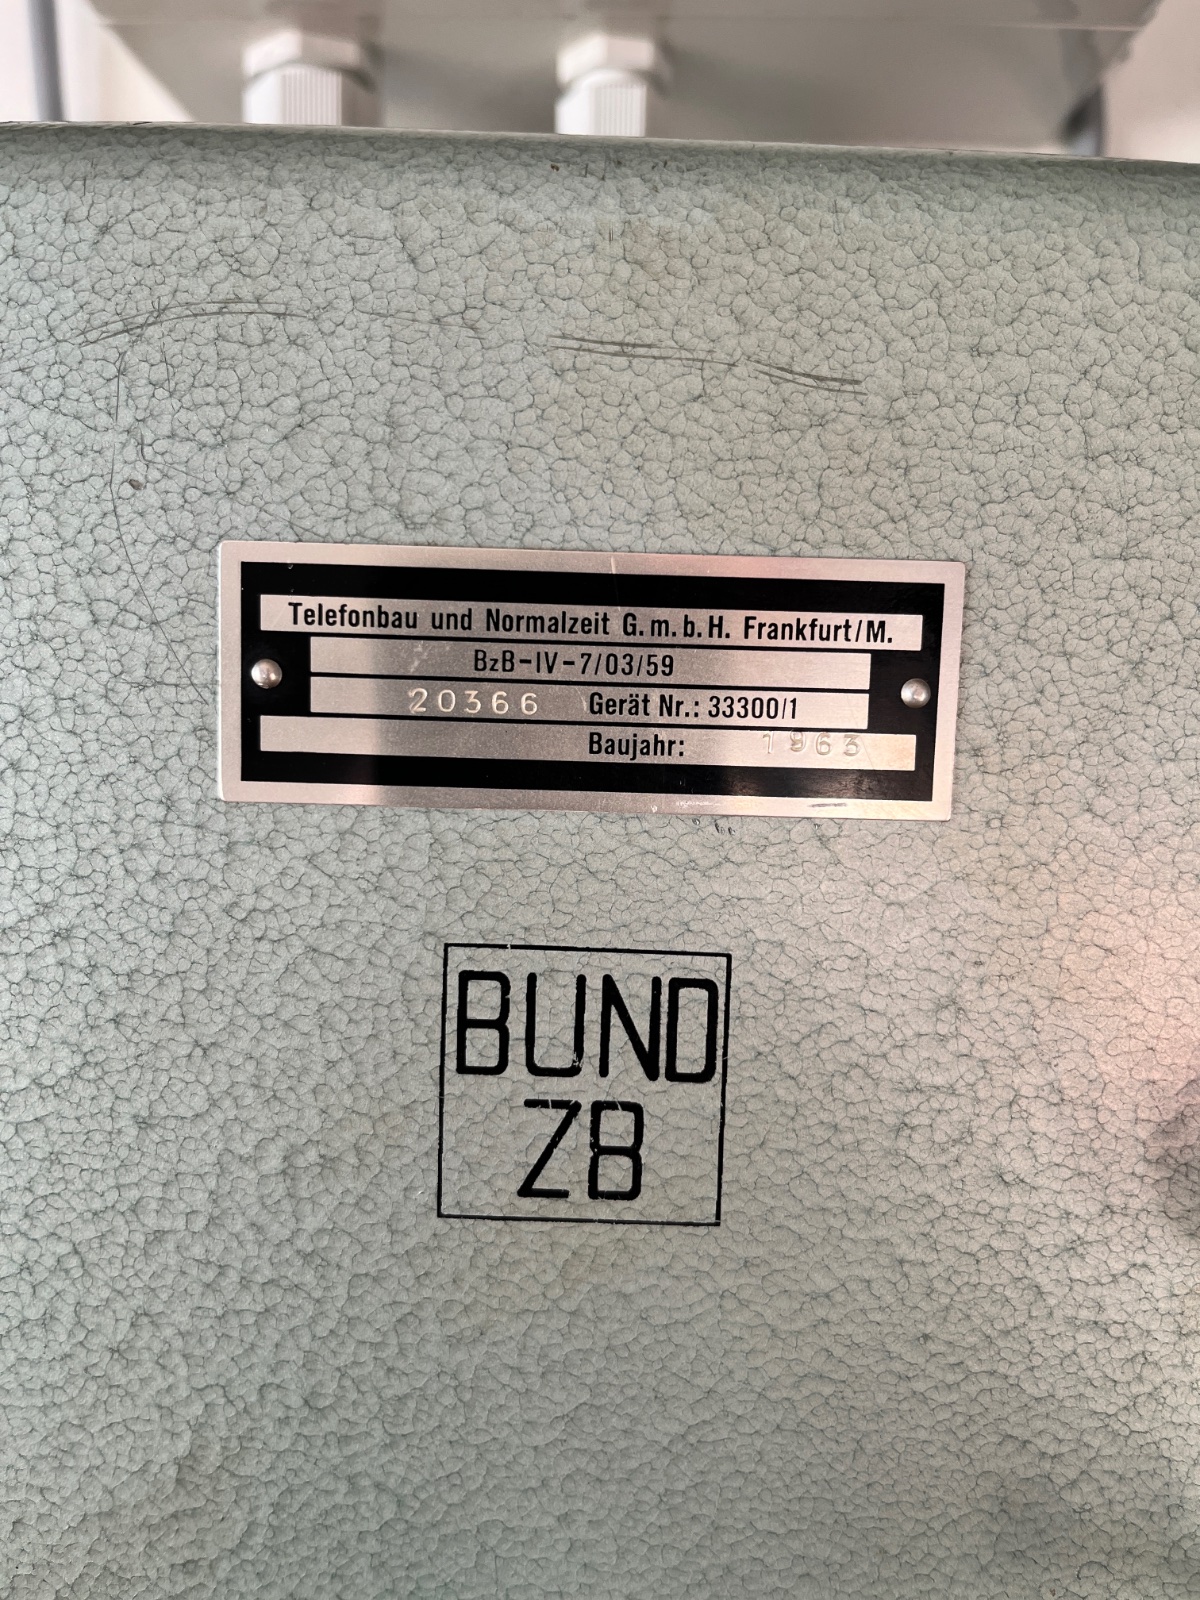 Telefonbau und Normalzeit G.m.b.H. Frankfurt/M.
BzB-IV-7/03/59
20366 Gerät Nr.: 33300/1
Baujahr: 1963
BUND
ZB